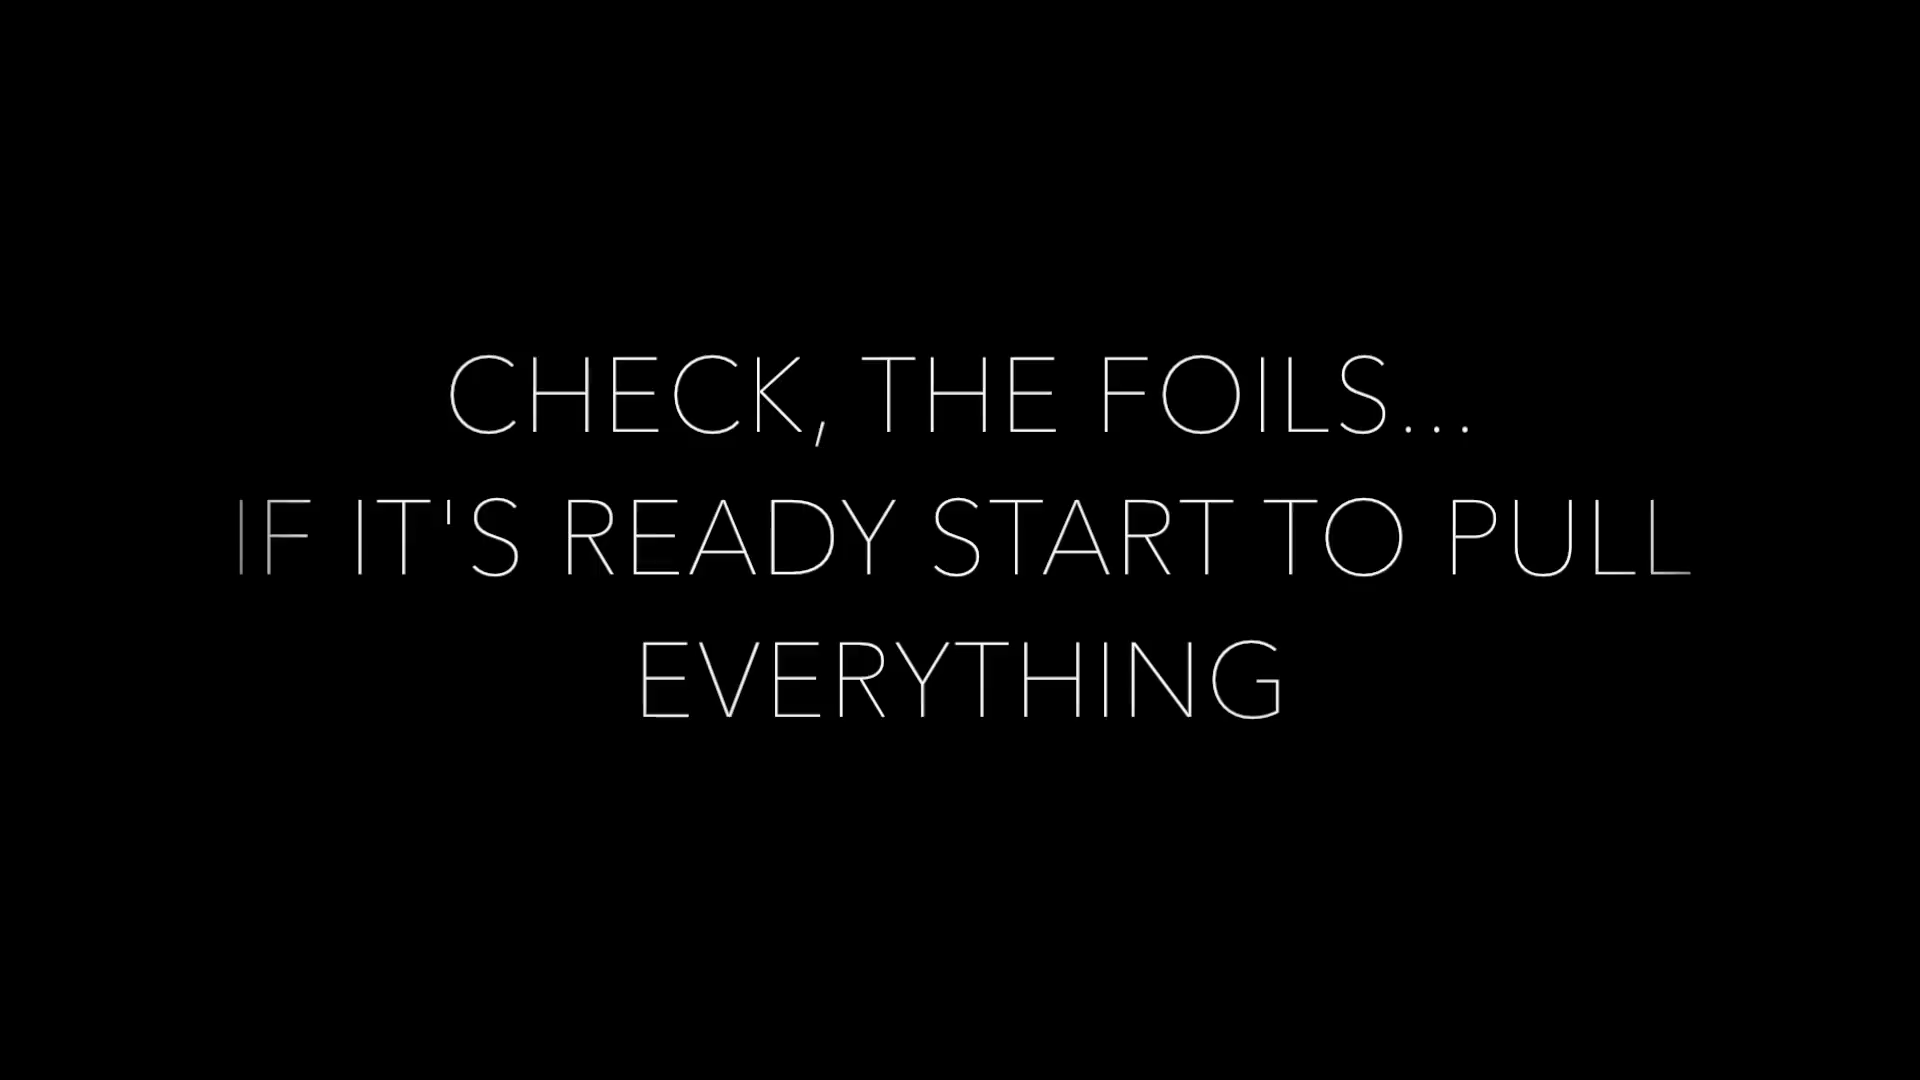 CHECK, THE FOILS...
IF IT'S READY START TO PULL
EVERYTHING